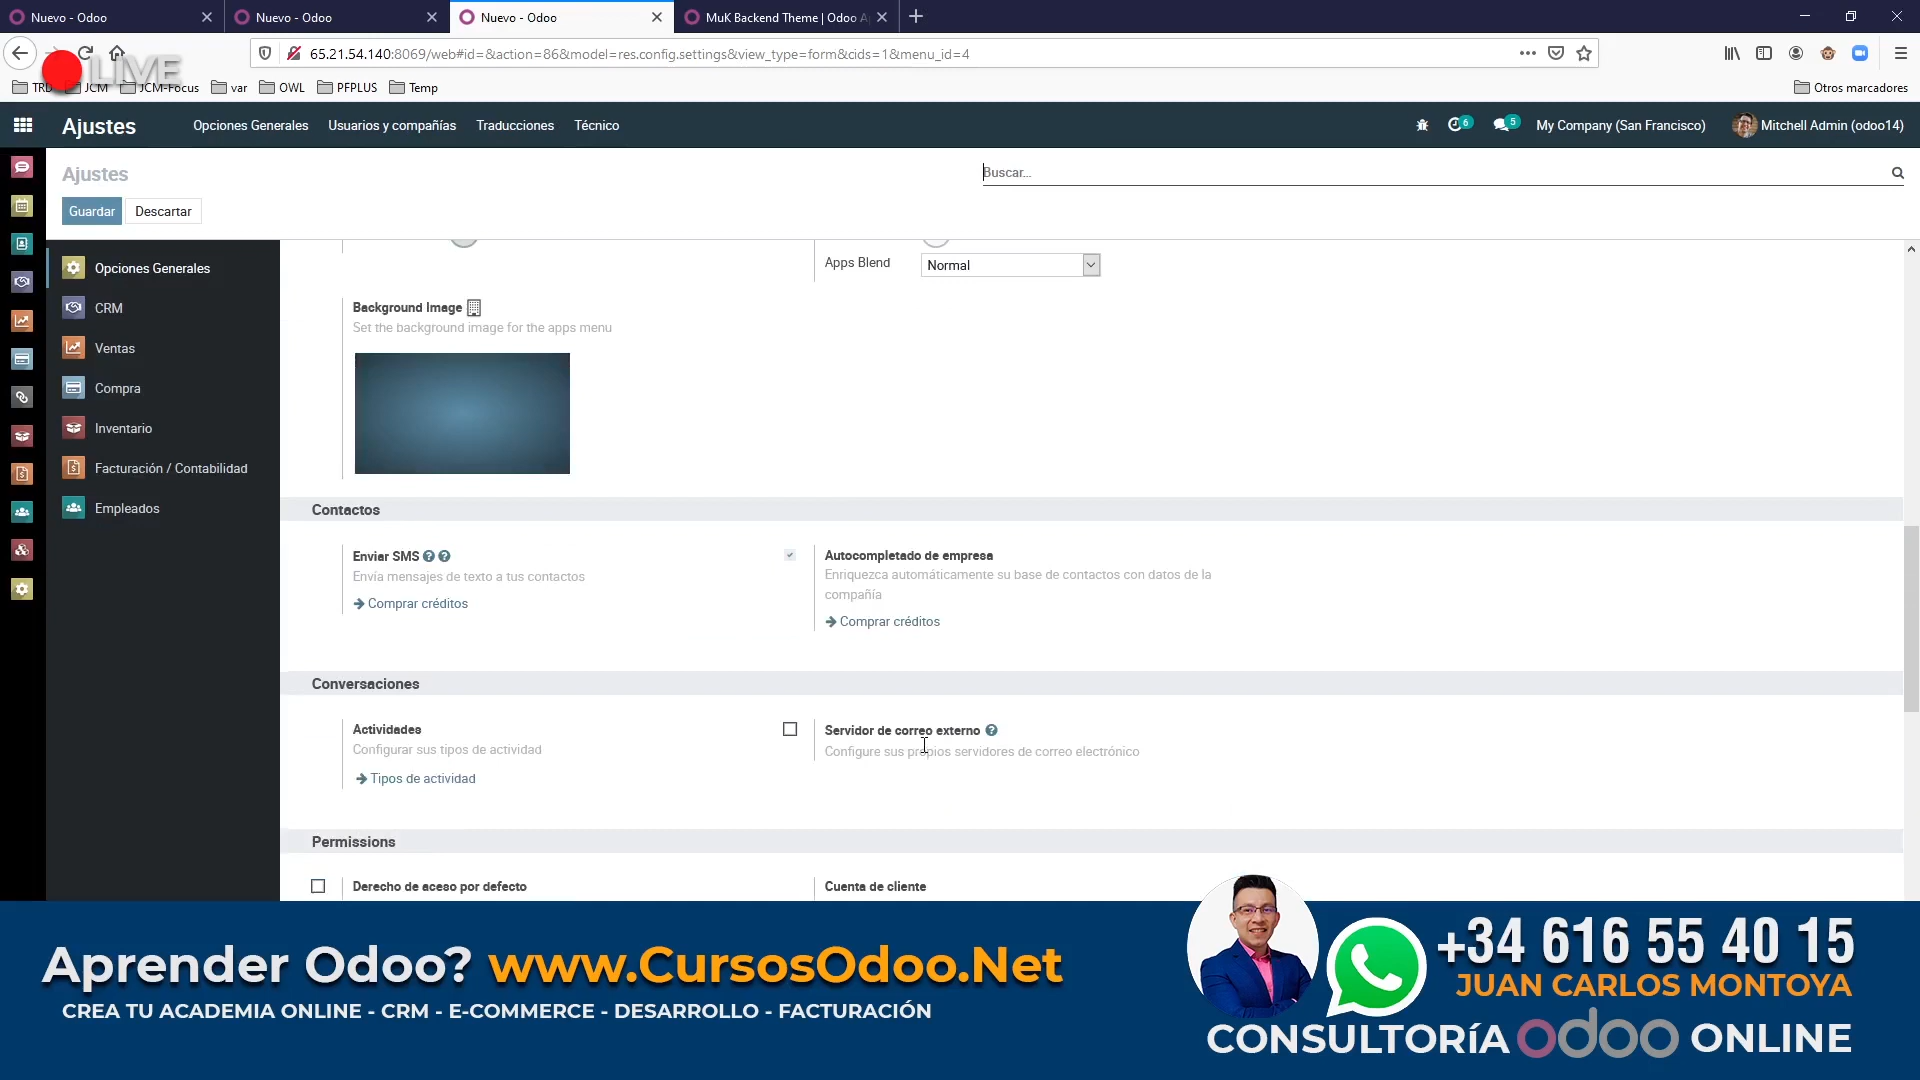 Nuevo - Odoo
Nuevo - Odoo
Nuevo - Odoo
MuK Backend Theme | Odoo A
65.21.54.140:8069/web#id=&action=86&model=res.config.settings&view_type=form&cids=1&menu_id=4
LIVE
TRD
JCM
JCM-Focus
var
OWL
PFPLUS
Temp
Otros marcadores
Ajustes
Opciones Generales
Usuarios y compañías
Traducciones
Técnico
6
5
My Company (San Francisco)
Mitchell Admin (odoo14)
Ajustes
Buscar...
Guardar
Descartar
Opciones Generales
CRM
Ventas
Compra
Inventario
Facturación / Contabilidad
Empleados
Apps Blend
Normal
Background Image
Set the background image for the apps menu
Contactos
Enviar SMS
Envía mensajes de texto a tus contactos
Comprar créditos
Autocompletado de empresa
Enriquezca automáticamente su base de contactos con datos de la
compañía
Comprar créditos
Conversaciones
Actividades
Configurar sus tipos de actividad
Tipos de actividad
Servidor de correo externo
Configure sus propios servidores de correo electrónico
Permissions
Derecho de aceso por defecto
Cuenta de cliente
Aprender Odoo? www.CursosOdoo.Net
CREA TU ACADEMIA ONLINE - CRM - E-COMMERCE - DESARROLLO - FACTURACIÓN
+34 616 55 40 15
JUAN CARLOS MONTOYA
CONSULTORíA odoo ONLINE